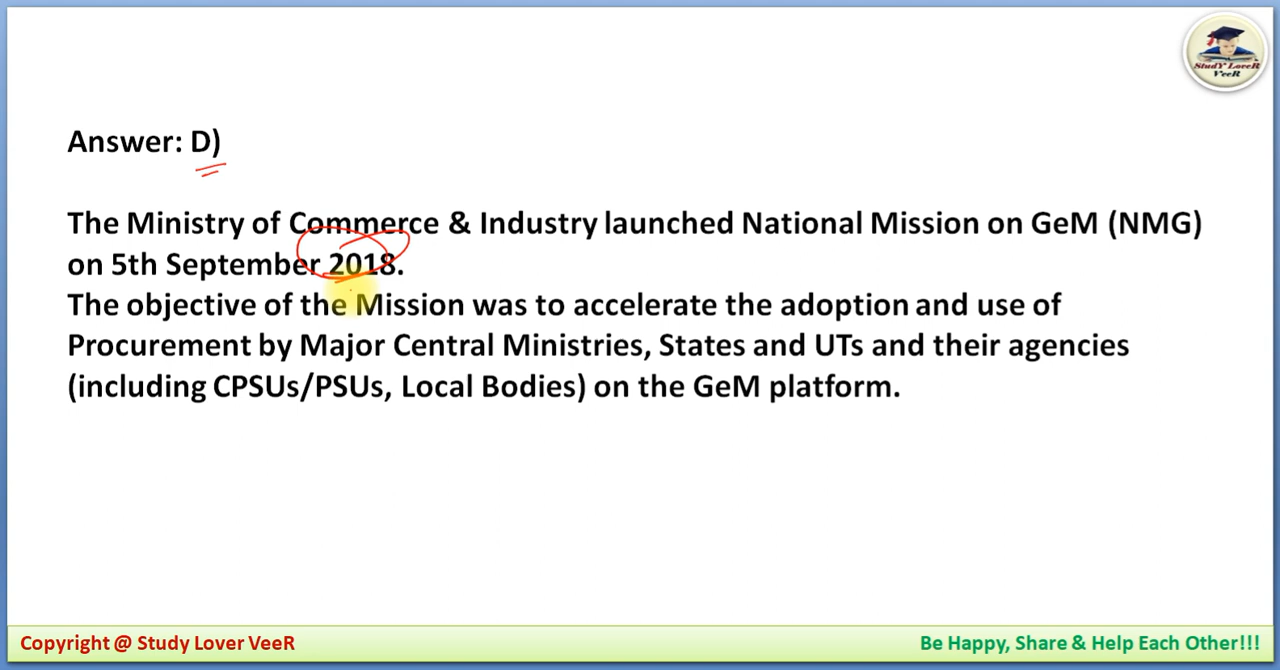 StudY LoveR
VeeR
Answer: D)
The Ministry of Commerce & Industry launched National Mission on GeM (NMG)
on 5th September 2018.
The objective of the Mission was to accelerate the adoption and use of
Procurement by Major Central Ministries, States and UTs and their agencies
(including CPSUs/PSUs, Local Bodies) on the GeM platform.
Copyright @ Study Lover VeeR
Be Happy, Share & Help Each Other!!!